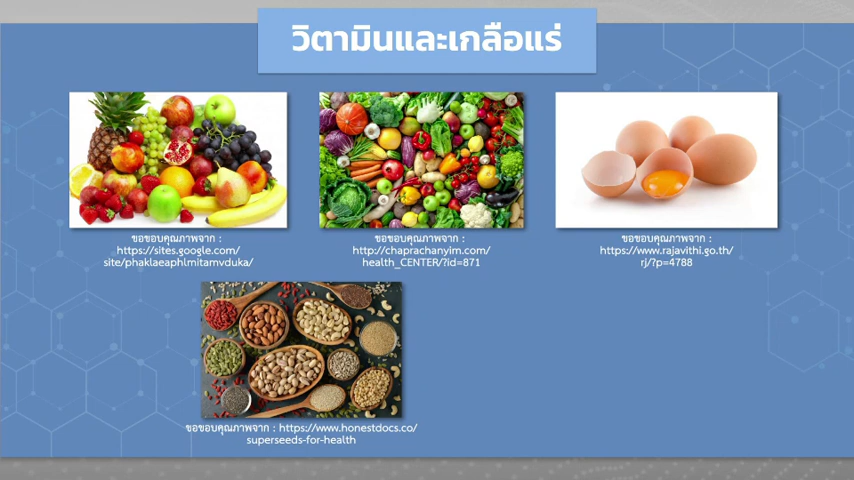 วิตามินและเกลือแร่
ขอขอบคุณภาพจาก :
https://sites.google.com/
site/phaklaeaphlmitamvduka/
ขอขอบคุณภาพจาก :
http://chaprachanyim.com/
health_CENTER/?id=871
ขอขอบคุณภาพจาก :
https://www.rajavithi.go.th/
rj/?p=4788
ขอขอบคุณภาพจาก : https://www.honestdocs.co/
superseeds-for-health